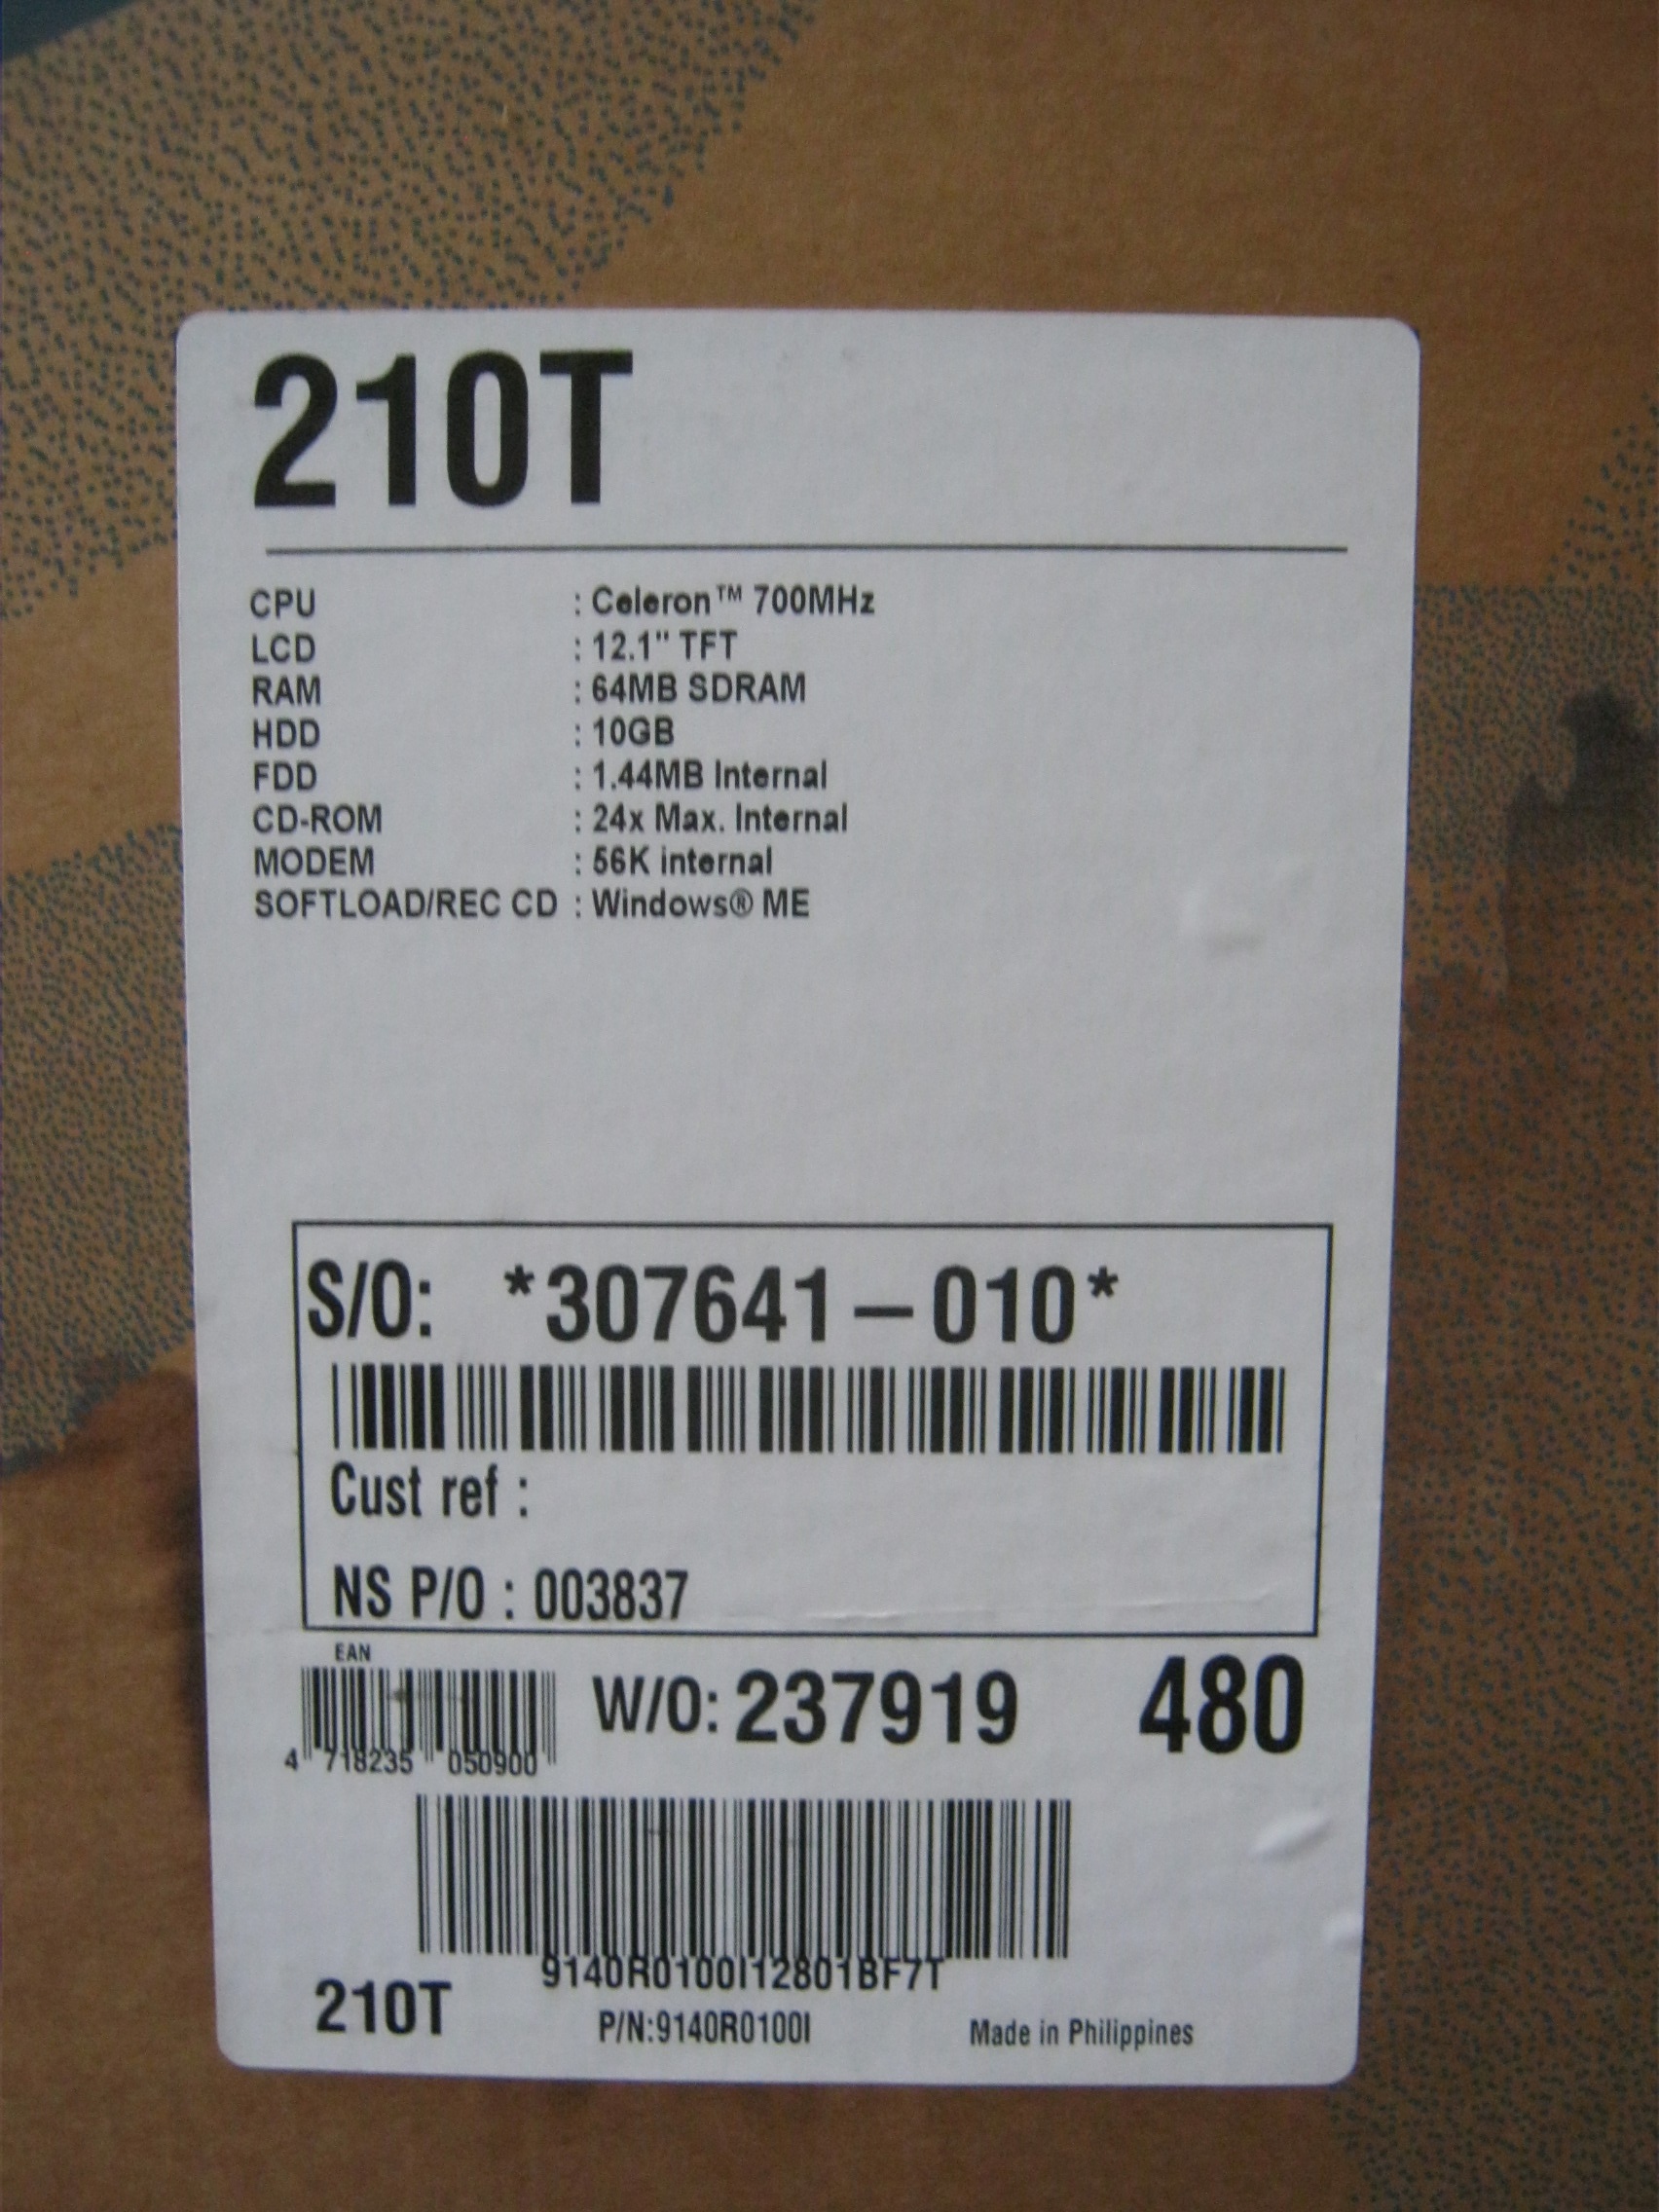 210T
CPU : Celeron™ 700MHz
LCD : 12.1" TFT
RAM : 64MB SDRAM
HDD : 10GB
FDD : 1.44MB Internal
CD-ROM : 24x Max. Internal
MODEM : 56K internal
SOFTLOAD/REC CD : Windows® ME
S/O: *307641-010*
Cust ref :
NS P/O : 003837
EAN
W/O: 237919 480
4 718235 050900
9140R0100I12801BF7T
210T P/N:9140R0100I Made in Philippines